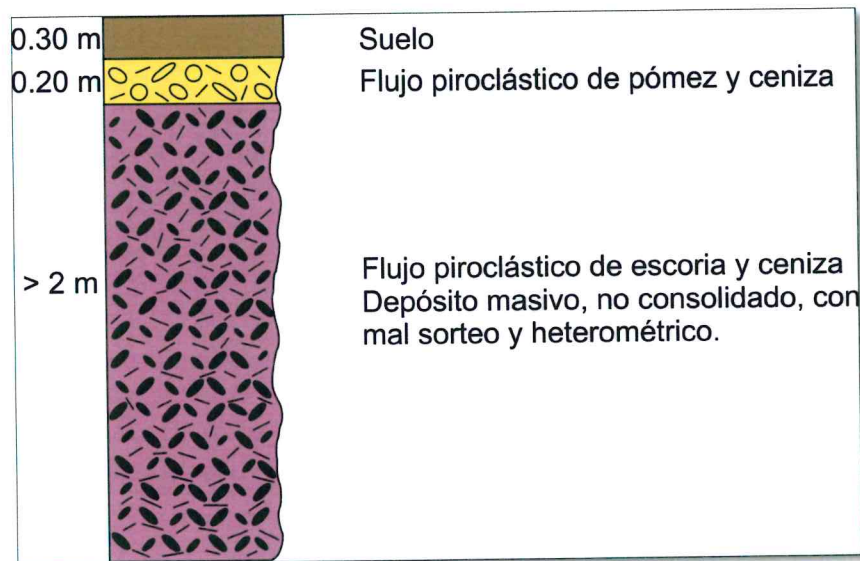 0.30 m Suelo
0.20 m Flujo piroclástico de pómez y ceniza
> 2 m
Flujo piroclástico de escoria y ceniza
Depósito masivo, no consolidado, con
mal sorteo y heterométrico.